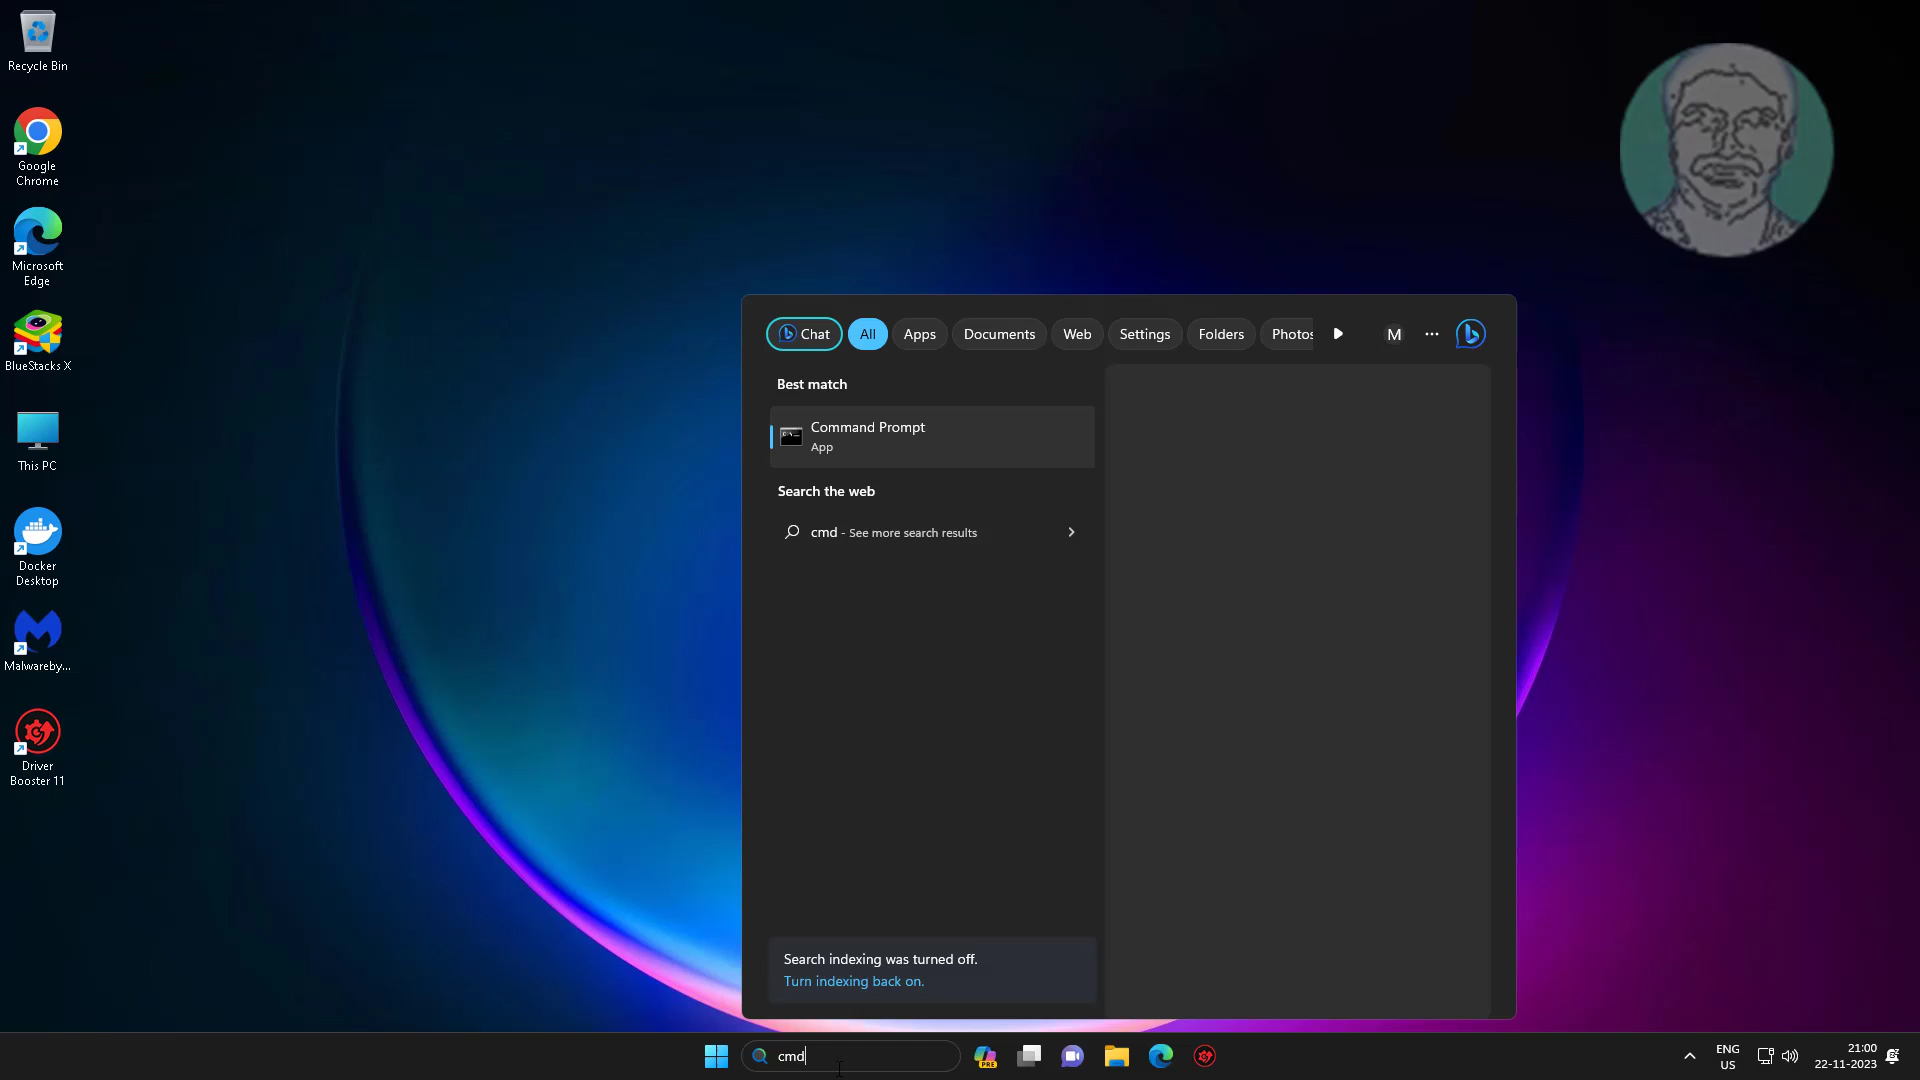 Recycle Bin
Google
Chrome
Microsoft
Edge
BlueStacks X
This PC
Docker
Desktop
Malwareby...
Driver
Booster 11
Chat
All
Apps
Documents
Web
Settings
Folders
Photos
M
Best match
Command Prompt
App
Search the web
cmd - See more search results
Search indexing was turned off.
Turn indexing back on.
cmd
PRE
ENG
US
21:00
22-11-2023